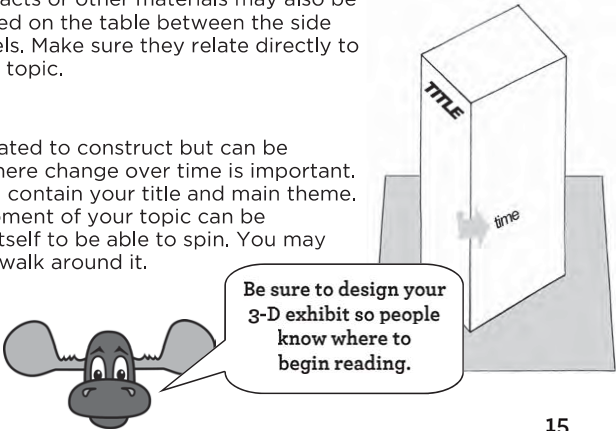 acts or other materials may also be
ed on the table between the side
els. Make sure they relate directly to
topic.
ated to construct but can be
here change over time is important.
contain your title and main theme.
ment of your topic can be
tself to be able to spin. You may
walk around it.
TITLE
time
Be sure to design your
3-D exhibit so people
know where to
begin reading.
15